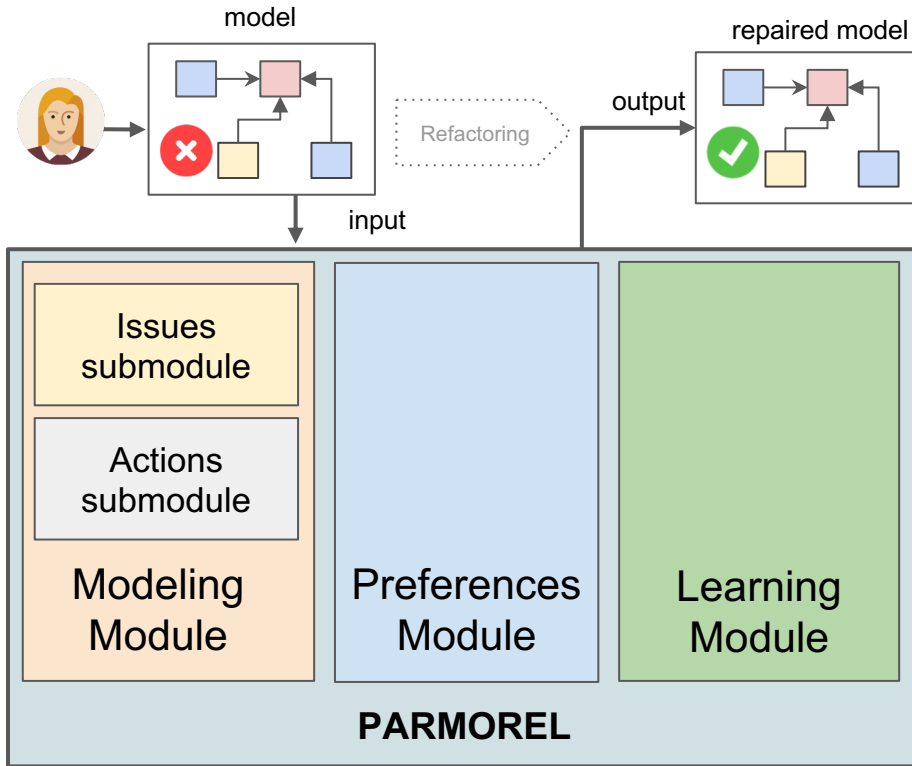 model
repaired model
output
Refactoring
input
Issues
submodule
Actions
submodule
Modeling
Module
Preferences
Module
Learning
Module
PARMOREL